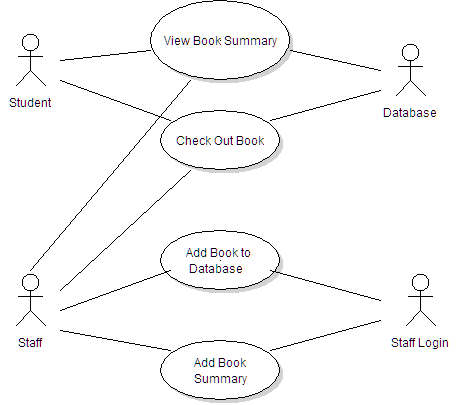 View Book Summary
Student
Database
Check Out Book
Add Book to
Database
Staff
Staff Login
Add Book
Summary